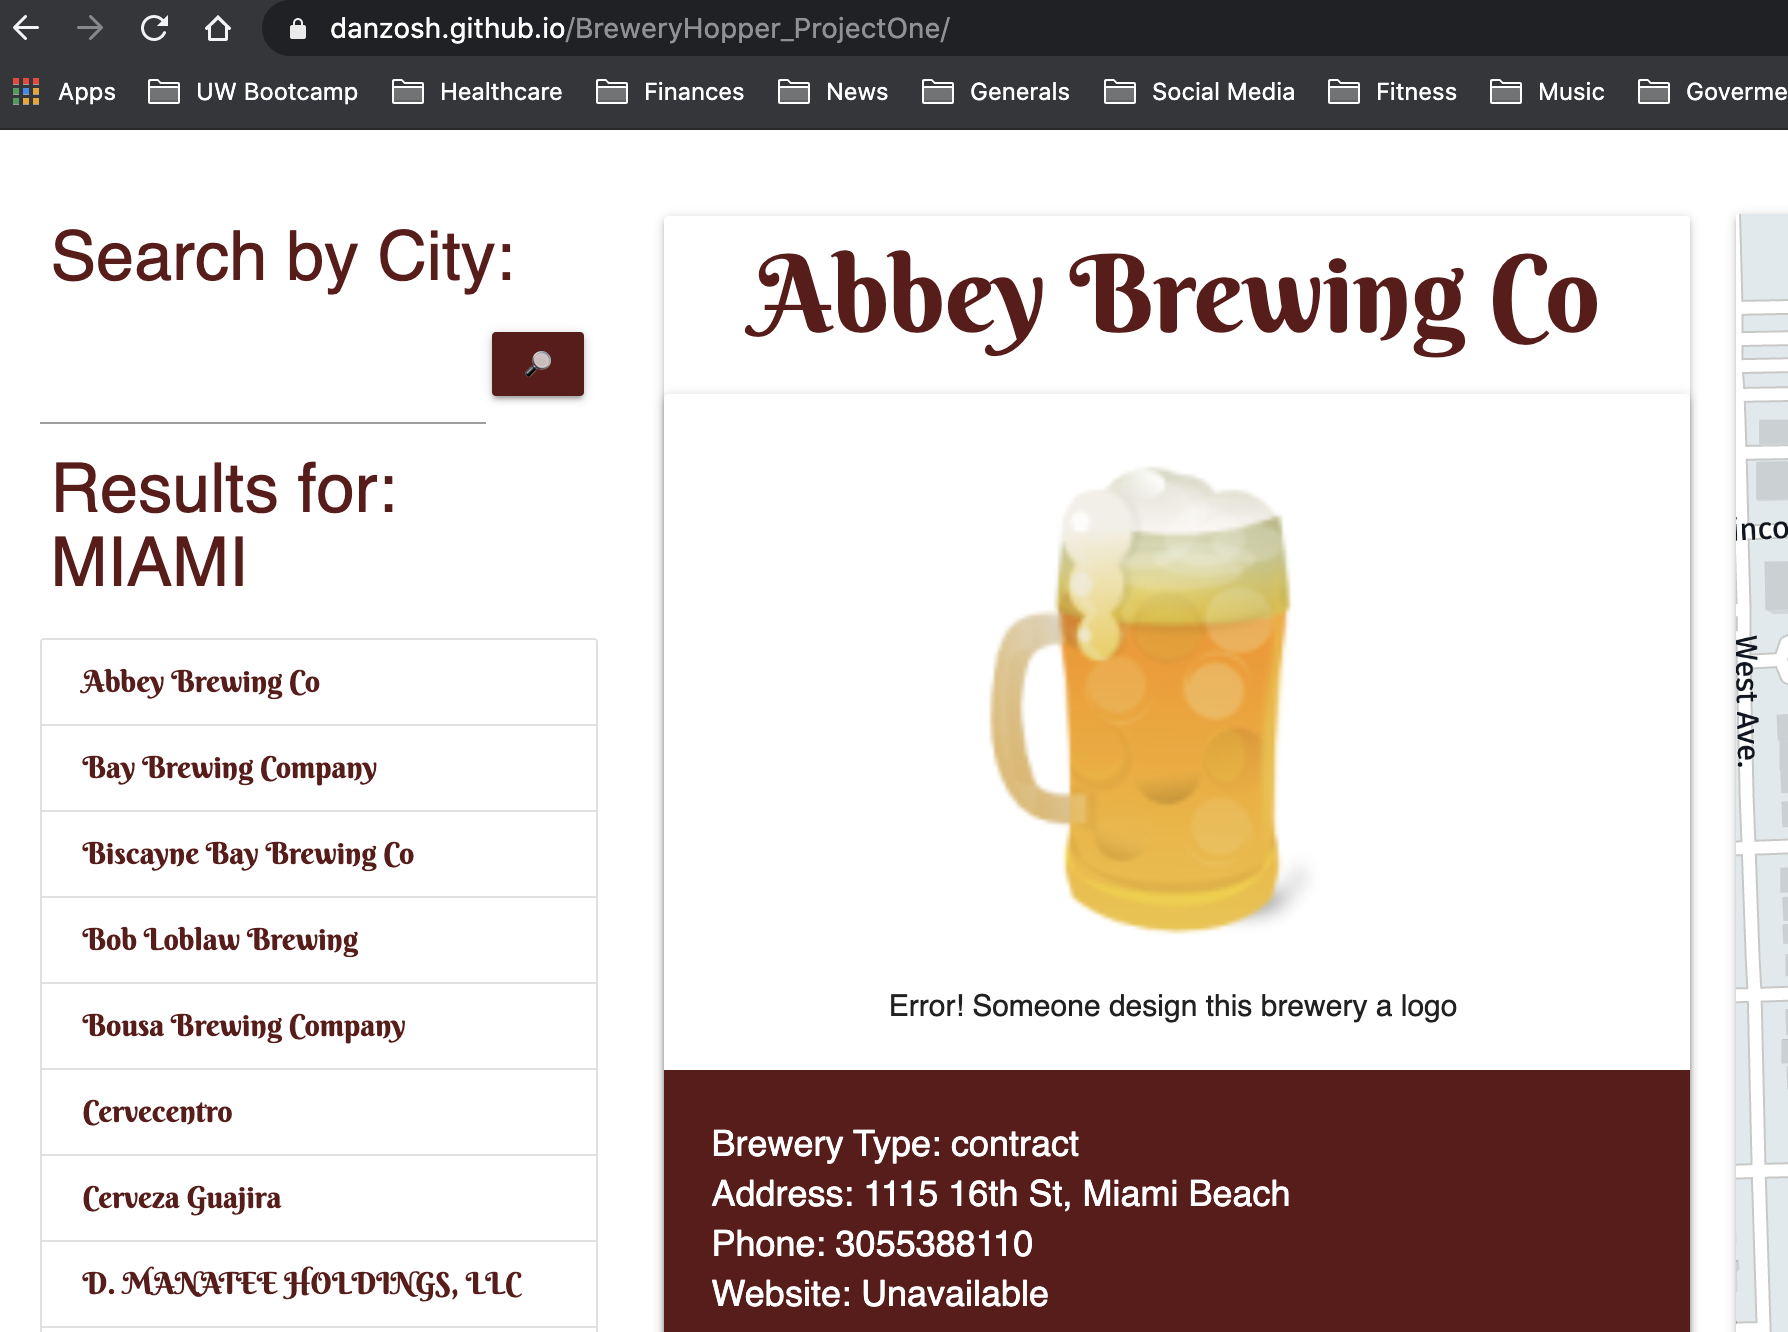 danzosh.github.io/BreweryHopper_ProjectOne/
Apps UW Bootcamp Healthcare Finances News Generals Social Media Fitness Music Goverme
Search by City:
Results for:
MIAMI
Abbey Brewing Co
Bay Brewing Company
Biscayne Bay Brewing Co
Bob Loblaw Brewing
Bousa Brewing Company
Cervecentro
Cerveza Guajira
D. MANATEE HOLDINGS, LLC
Abbey Brewing Co
Error! Someone design this brewery a logo
Brewery Type: contract
Address: 1115 16th St, Miami Beach
Phone: 3055388110
Website: Unavailable
inco
West Ave.